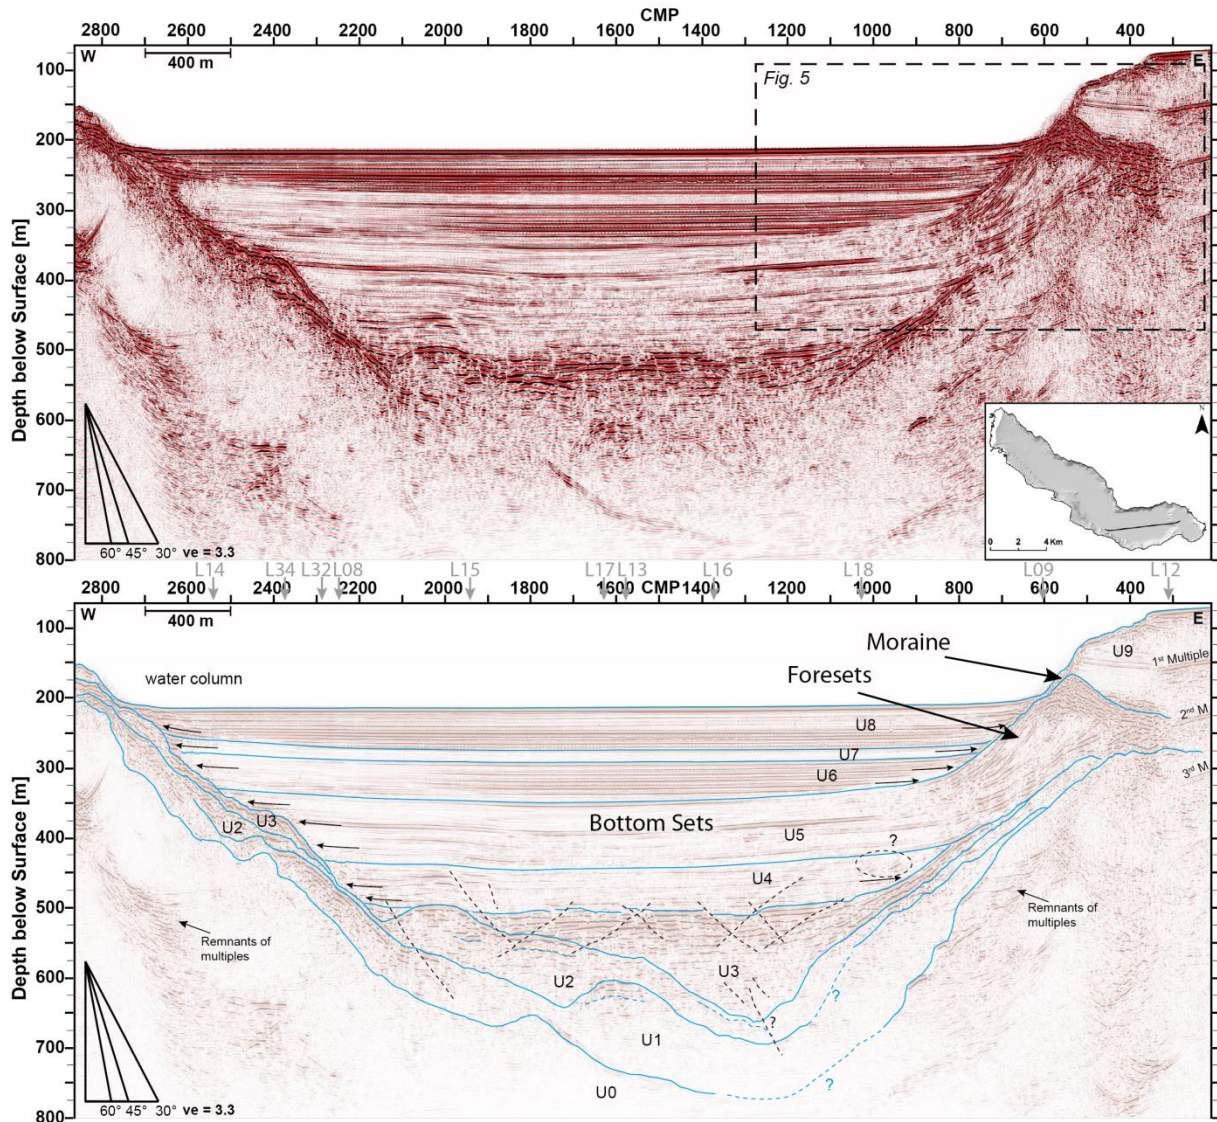 CMP
2800 2600 2400 2200 2000 1800 1600 1400 1200 1000 800 600 400
W
E
400 m
Fig. 5
Depth below Surface [m]
100
200
300
400
500
600
700
800
60° 45° 30° ve = 3.3
N
0 2 4 Km
L14 L34 L32 L08 L15 L17 L13 L16 L18 L09 L12
CMP
2800 2600 2400 2200 2000 1800 1600 1400 1200 1000 800 600 400
W
E
400 m
Moraine
U9
1st Multiple
water column
Foresets
2nd M
U8
U7
U6
3rd M
Bottom Sets
U5
U2
U3
?
U4
Remnants of
multiples
Remnants of
multiples
U2
U3
?
?
U1
?
U0
Depth below Surface [m]
100
200
300
400
500
600
700
800
60° 45° 30° ve = 3.3